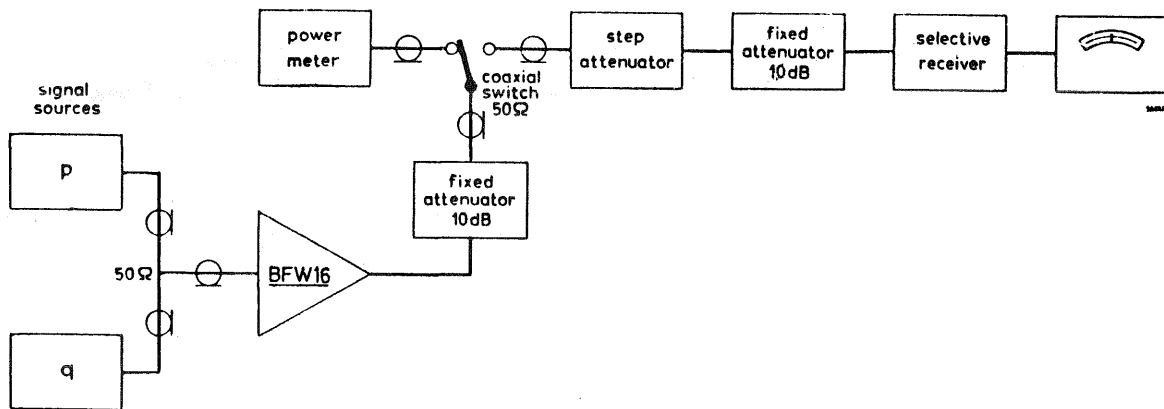 power
meter
step
attenuator
fixed
attenuator
10dB
selective
receiver
coaxial
switch
50Ω
signal
sources
p
fixed
attenuator
10dB
50Ω
BFW16
q